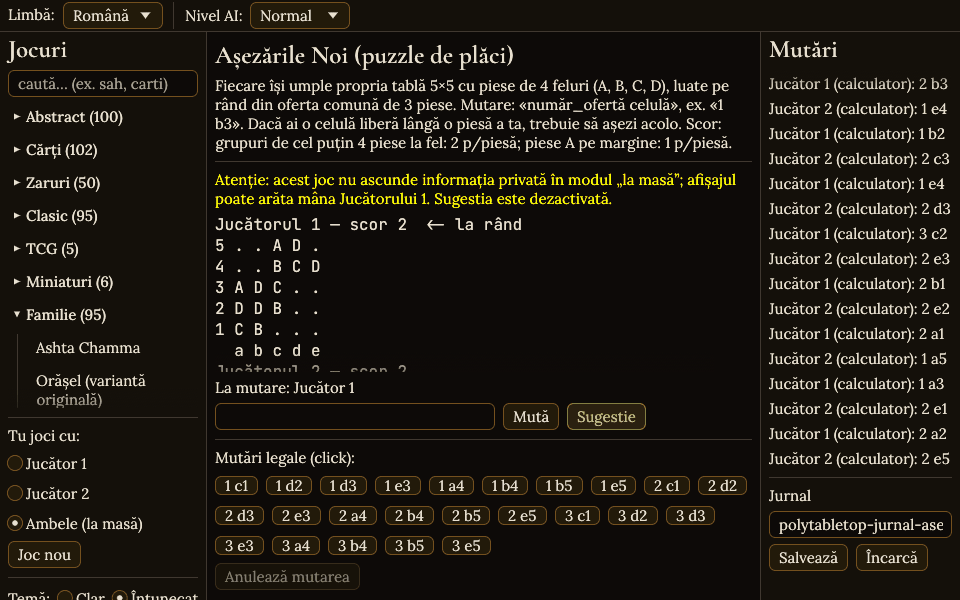 Limbă:
Română ▼
Nivel AI:
Normal ▼
Jocuri
caută... (ex. sah, carti)
▸ Abstract (100)
▸ Cărți (102)
▸ Zaruri (50)
▸ Clasic (95)
▸ TCG (5)
▸ Miniaturi (6)
▾ Familie (95)
Ashta Chamma
Orășel (variantă
originală)
Tu joci cu:
Jucător 1
Jucător 2
Ambele (la masă)
Joc nou
Temă: Clar Întunecat
Așezările Noi (puzzle de plăci)
Fiecare își umple propria tablă 5×5 cu piese de 4 feluri (A, B, C, D), luate pe
rând din oferta comună de 3 piese. Mutare: «număr_ofertă celulă», ex. «1
b3». Dacă ai o celulă liberă lângă o piesă a ta, trebuie să așezi acolo. Scor:
grupuri de cel puțin 4 piese la fel: 2 p/piesă; piese A pe margine: 1 p/piesă.
Atenție: acest joc nu ascunde informația privată în modul „la masă”; afișajul
poate arăta mâna Jucătorului 1. Sugestia este dezactivată.
Jucătorul 1 — scor 2 ← la rând
5 . . A D .
4 . . B C D
3 A D C . .
2 D D B . .
1 C B . . .
a b c d e
Jucătorul 2 — scor 2
La mutare: Jucător 1
Mută
Sugestie
Mutări legale (click):
1 c1 1 d2 1 d3 1 e3 1 a4 1 b4 1 b5 1 e5 2 c1 2 d2
2 d3 2 e3 2 a4 2 b4 2 b5 2 e5 3 c1 3 d2 3 d3
3 e3 3 a4 3 b4 3 b5 3 e5
Anulează mutarea
Mutări
Jucător 1 (calculator): 2 b3
Jucător 2 (calculator): 1 e4
Jucător 1 (calculator): 1 b2
Jucător 2 (calculator): 2 c3
Jucător 1 (calculator): 1 e4
Jucător 2 (calculator): 2 d3
Jucător 1 (calculator): 3 c2
Jucător 2 (calculator): 2 e3
Jucător 1 (calculator): 2 b1
Jucător 2 (calculator): 2 e2
Jucător 1 (calculator): 2 a1
Jucător 2 (calculator): 1 a5
Jucător 1 (calculator): 1 a3
Jucător 2 (calculator): 2 e1
Jucător 1 (calculator): 2 a2
Jucător 2 (calculator): 2 e5
Jurnal
polytabletop-jurnal-ase
Salvează
Încarcă